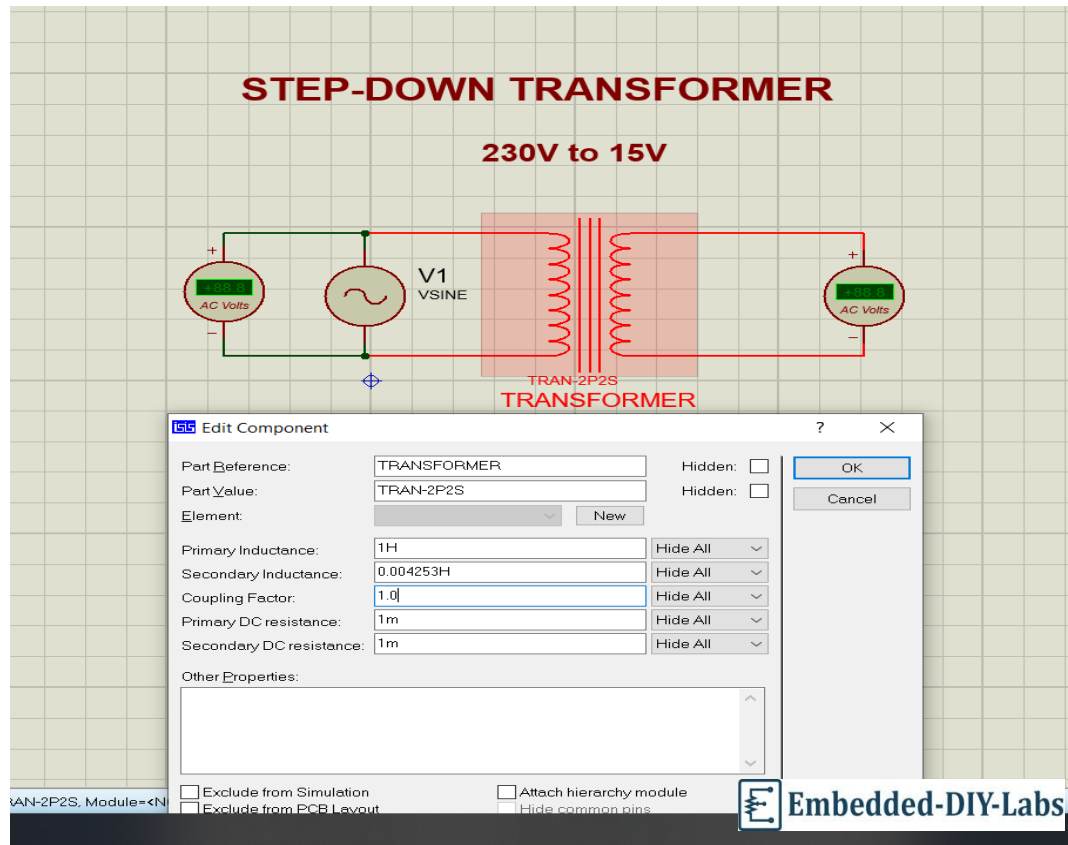 STEP-DOWN TRANSFORMER
230V to 15V
+
+88.8
AC Volts
−
V1
VSINE
+
+88.8
AC Volts
−
TRAN-2P2S
TRANSFORMER
ISIS Edit Component ? ×
Part Reference: TRANSFORMER Hidden: OK
Part Value: TRAN-2P2S Hidden: Cancel
Element: New
Primary Inductance: 1H Hide All
Secondary Inductance: 0.004253H Hide All
Coupling Factor: 1.0 Hide All
Primary DC resistance: 1m Hide All
Secondary DC resistance: 1m Hide All
Other Properties:
Exclude from Simulation Attach hierarchy module
Exclude from PCB Layout Hide common pins
RAN-2P2S, Module=<N
Embedded-DIY-Labs